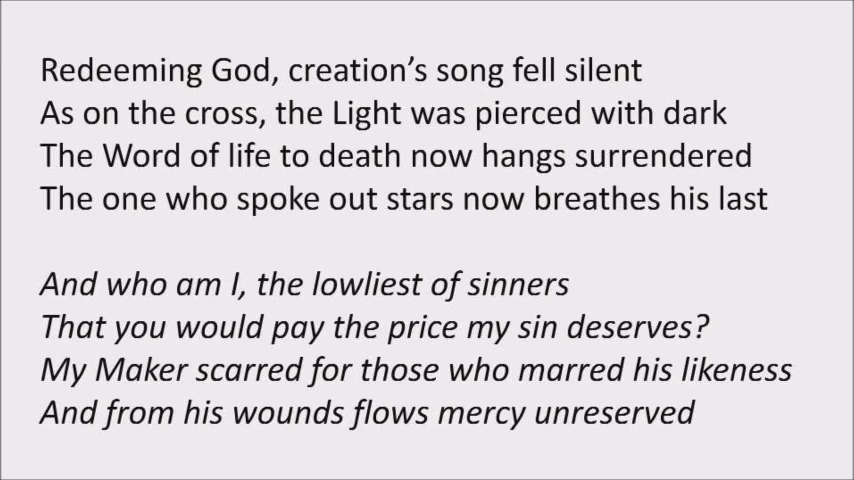 Redeeming God, creation’s song fell silent
As on the cross, the Light was pierced with dark
The Word of life to death now hangs surrendered
The one who spoke out stars now breathes his last
And who am I, the lowliest of sinners
That you would pay the price my sin deserves?
My Maker scarred for those who marred his likeness
And from his wounds flows mercy unreserved